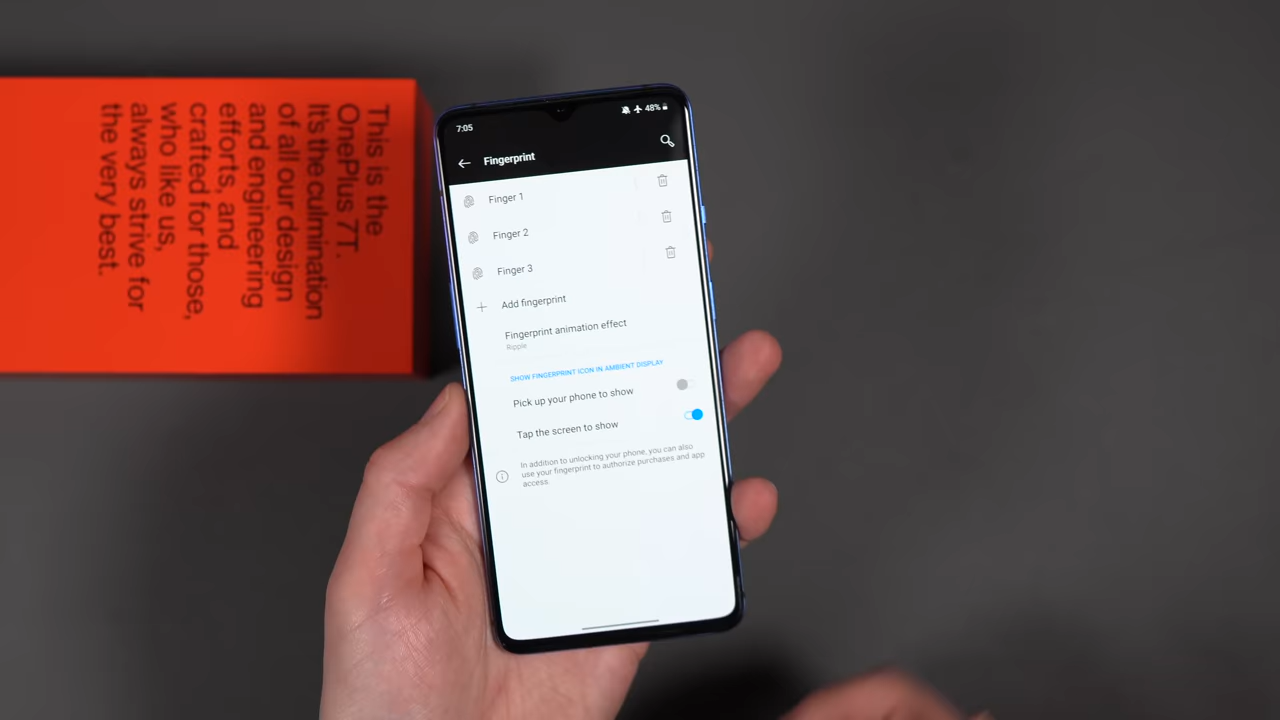 This is the
OnePlus 7T.
It's the culmination
of all our design
and engineering
efforts, and
crafted for those,
who like us,
always strive for
the very best.
7:05
48%
Fingerprint
Finger 1
Finger 2
Finger 3
Add fingerprint
Fingerprint animation effect
Ripple
SHOW FINGERPRINT ICON IN AMBIENT DISPLAY
Pick up your phone to show
Tap the screen to show
In addition to unlocking your phone, you can also
use your fingerprint to authorize purchases and app
access.